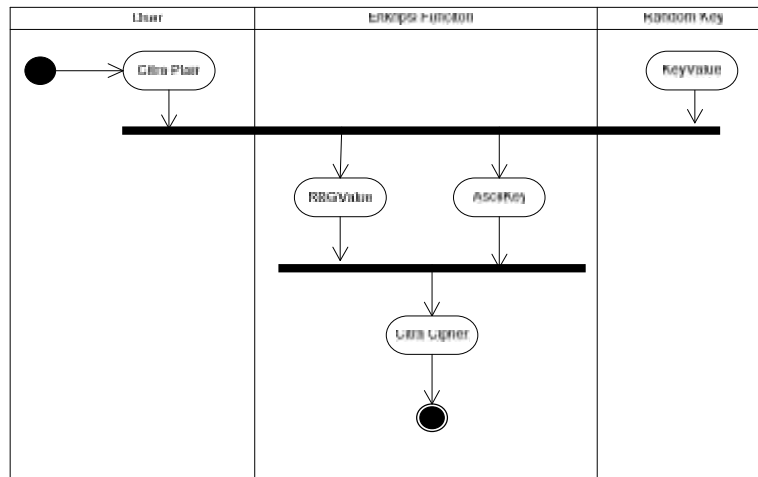 User
Enkripsi Function
Random Key
Citra Plain
KeyValue
RBGValue
AsciiKey
Citra Cipher